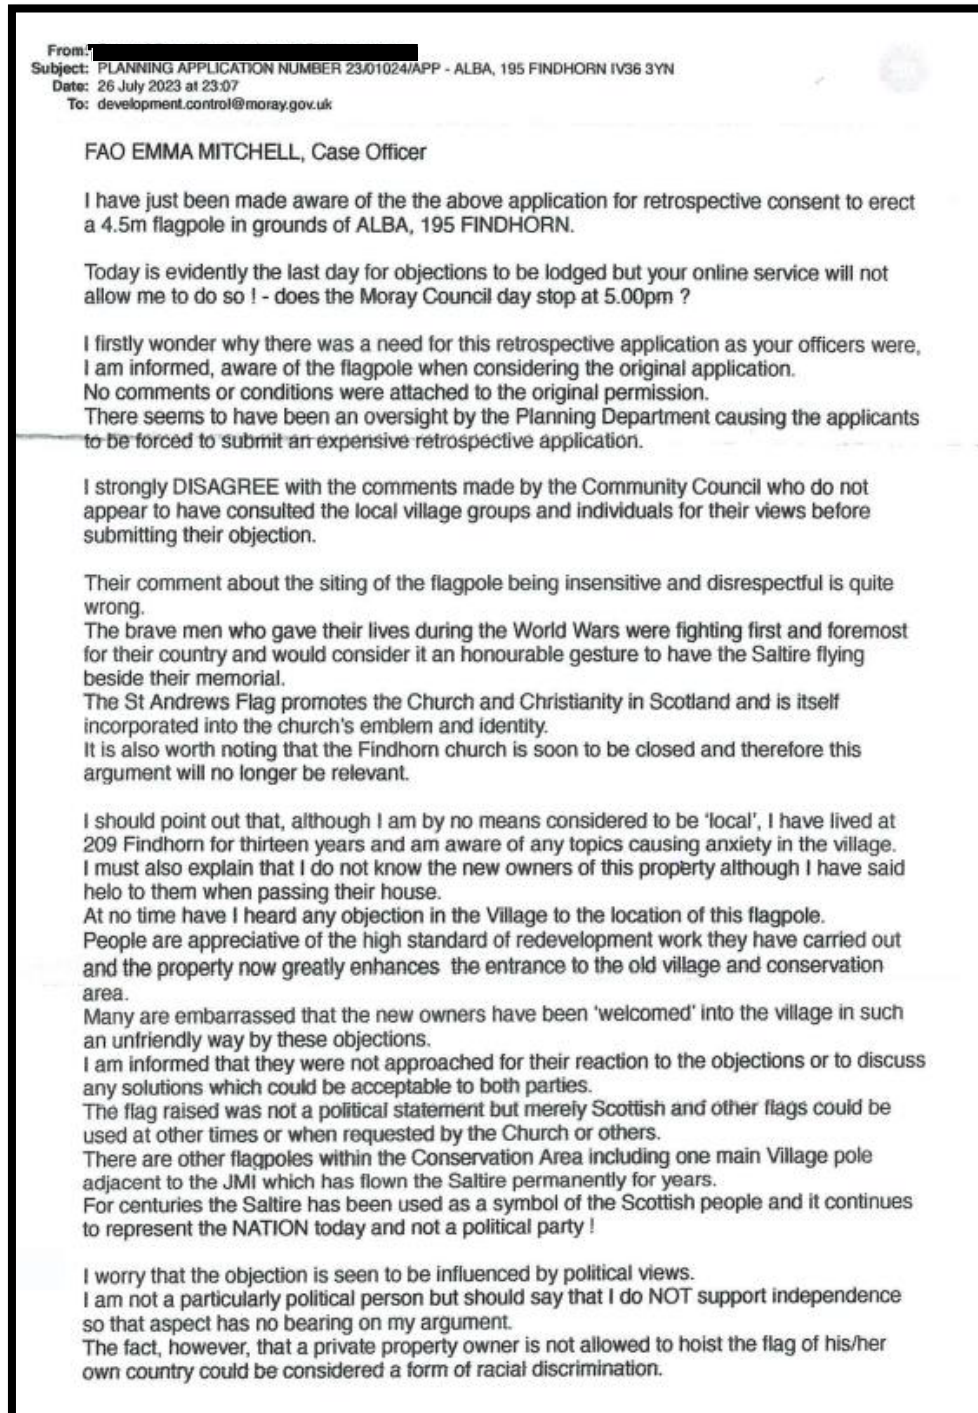 From:
Subject: PLANNING APPLICATION NUMBER 23/01024/APP - ALBA, 195 FINDHORN IV36 3YN
Date: 26 July 2023 at 23:07
To: development.control@moray.gov.uk
FAO EMMA MITCHELL, Case Officer
I have just been made aware of the the above application for retrospective consent to erect
a 4.5m flagpole in grounds of ALBA, 195 FINDHORN.
Today is evidently the last day for objections to be lodged but your online service will not
allow me to do so ! - does the Moray Council day stop at 5.00pm ?
I firstly wonder why there was a need for this retrospective application as your officers were,
I am informed, aware of the flagpole when considering the original application.
No comments or conditions were attached to the original permission.
There seems to have been an oversight by the Planning Department causing the applicants
to be forced to submit an expensive retrospective application.
I strongly DISAGREE with the comments made by the Community Council who do not
appear to have consulted the local village groups and individuals for their views before
submitting their objection.
Their comment about the siting of the flagpole being insensitive and disrespectful is quite
wrong.
The brave men who gave their lives during the World Wars were fighting first and foremost
for their country and would consider it an honourable gesture to have the Saltire flying
beside their memorial.
The St Andrews Flag promotes the Church and Christianity in Scotland and is itself
incorporated into the church's emblem and identity.
It is also worth noting that the Findhorn church is soon to be closed and therefore this
argument will no longer be relevant.
I should point out that, although I am by no means considered to be 'local', I have lived at
209 Findhorn for thirteen years and am aware of any topics causing anxiety in the village.
I must also explain that I do not know the new owners of this property although I have said
helo to them when passing their house.
At no time have I heard any objection in the Village to the location of this flagpole.
People are appreciative of the high standard of redevelopment work they have carried out
and the property now greatly enhances the entrance to the old village and conservation
area.
Many are embarrassed that the new owners have been 'welcomed' into the village in such
an unfriendly way by these objections.
I am informed that they were not approached for their reaction to the objections or to discuss
any solutions which could be acceptable to both parties.
The flag raised was not a political statement but merely Scottish and other flags could be
used at other times or when requested by the Church or others.
There are other flagpoles within the Conservation Area including one main Village pole
adjacent to the JMI which has flown the Saltire permanently for years.
For centuries the Saltire has been used as a symbol of the Scottish people and it continues
to represent the NATION today and not a political party !
I worry that the objection is seen to be influenced by political views.
I am not a particularly political person but should say that I do NOT support independence
so that aspect has no bearing on my argument.
The fact, however, that a private property owner is not allowed to hoist the flag of his/her
own country could be considered a form of racial discrimination.